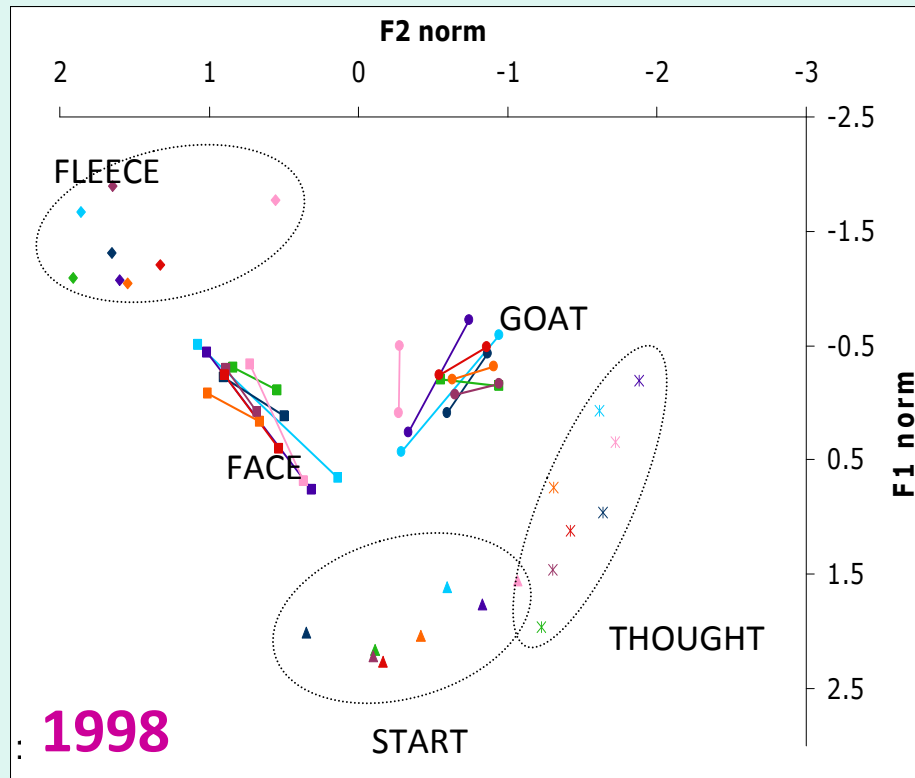 F2 norm
2 1 0 -1 -2 -3
-2.5
FLEECE
-1.5
GOAT
-0.5
F1 norm
0.5
FACE
1.5
THOUGHT
2.5
: 1998
START